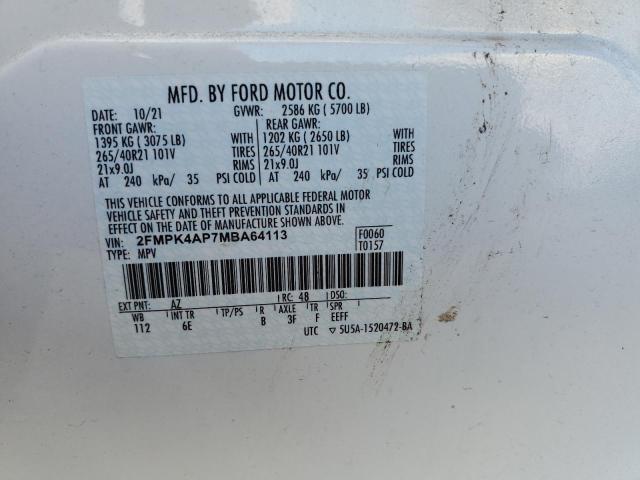 MFD. BY FORD MOTOR CO.
DATE: 10/21 GVWR: 2586 KG ( 5700 LB)
FRONT GAWR: REAR GAWR:
1395 KG ( 3075 LB) WITH 1202 KG ( 2650 LB) WITH
265/40R21 101V TIRES 265/40R21 101V TIRES
21x9.0J RIMS 21x9.0J RIMS
AT 240 kPa/ 35 PSI COLD AT 240 kPa/ 35 PSI COLD
THIS VEHICLE CONFORMS TO ALL APPLICABLE FEDERAL MOTOR
VEHICLE SAFETY AND THEFT PREVENTION STANDARDS IN
EFFECT ON THE DATE OF MANUFACTURE SHOWN ABOVE.
VIN: 2FMPK4AP7MBA64113 F0060
TYPE: MPV T0157
EXT PNT: AZ RC: 48 DSO:
WB INT TR TP/PS R AXLE TR SPR
112 6E B 3F F EEFF
UTC ▽ 5U5A-1520472-BA